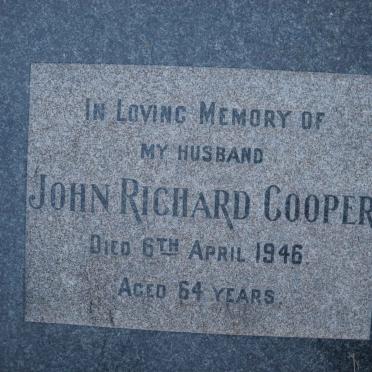 In Loving Memory of
my husband
John Richard Cooper
Died 6th April 1946.
Aged 64 years.